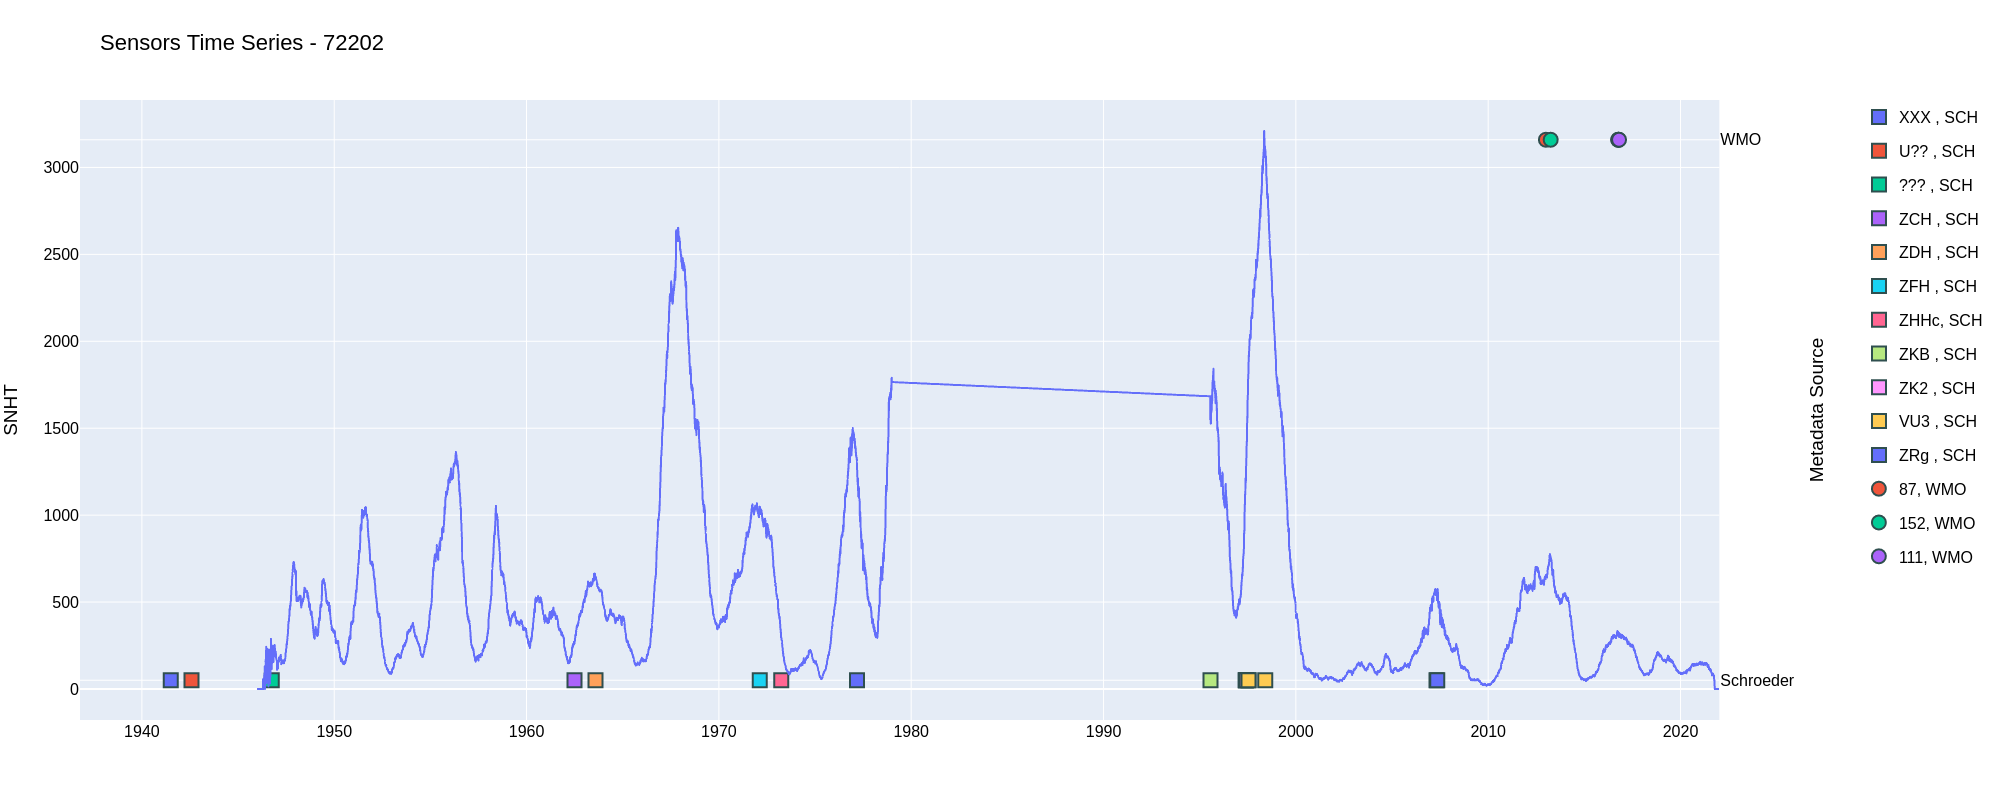 Sensors Time Series - 72202
SNHT
3000
2500
2000
1500
1000
500
0
1940
1950
1960
1970
1980
1990
2000
2010
2020
WMO
Schroeder
Metadata Source
XXX , SCH
U?? , SCH
??? , SCH
ZCH , SCH
ZDH , SCH
ZFH , SCH
ZHHc, SCH
ZKB , SCH
ZK2 , SCH
VU3 , SCH
ZRg , SCH
87, WMO
152, WMO
111, WMO